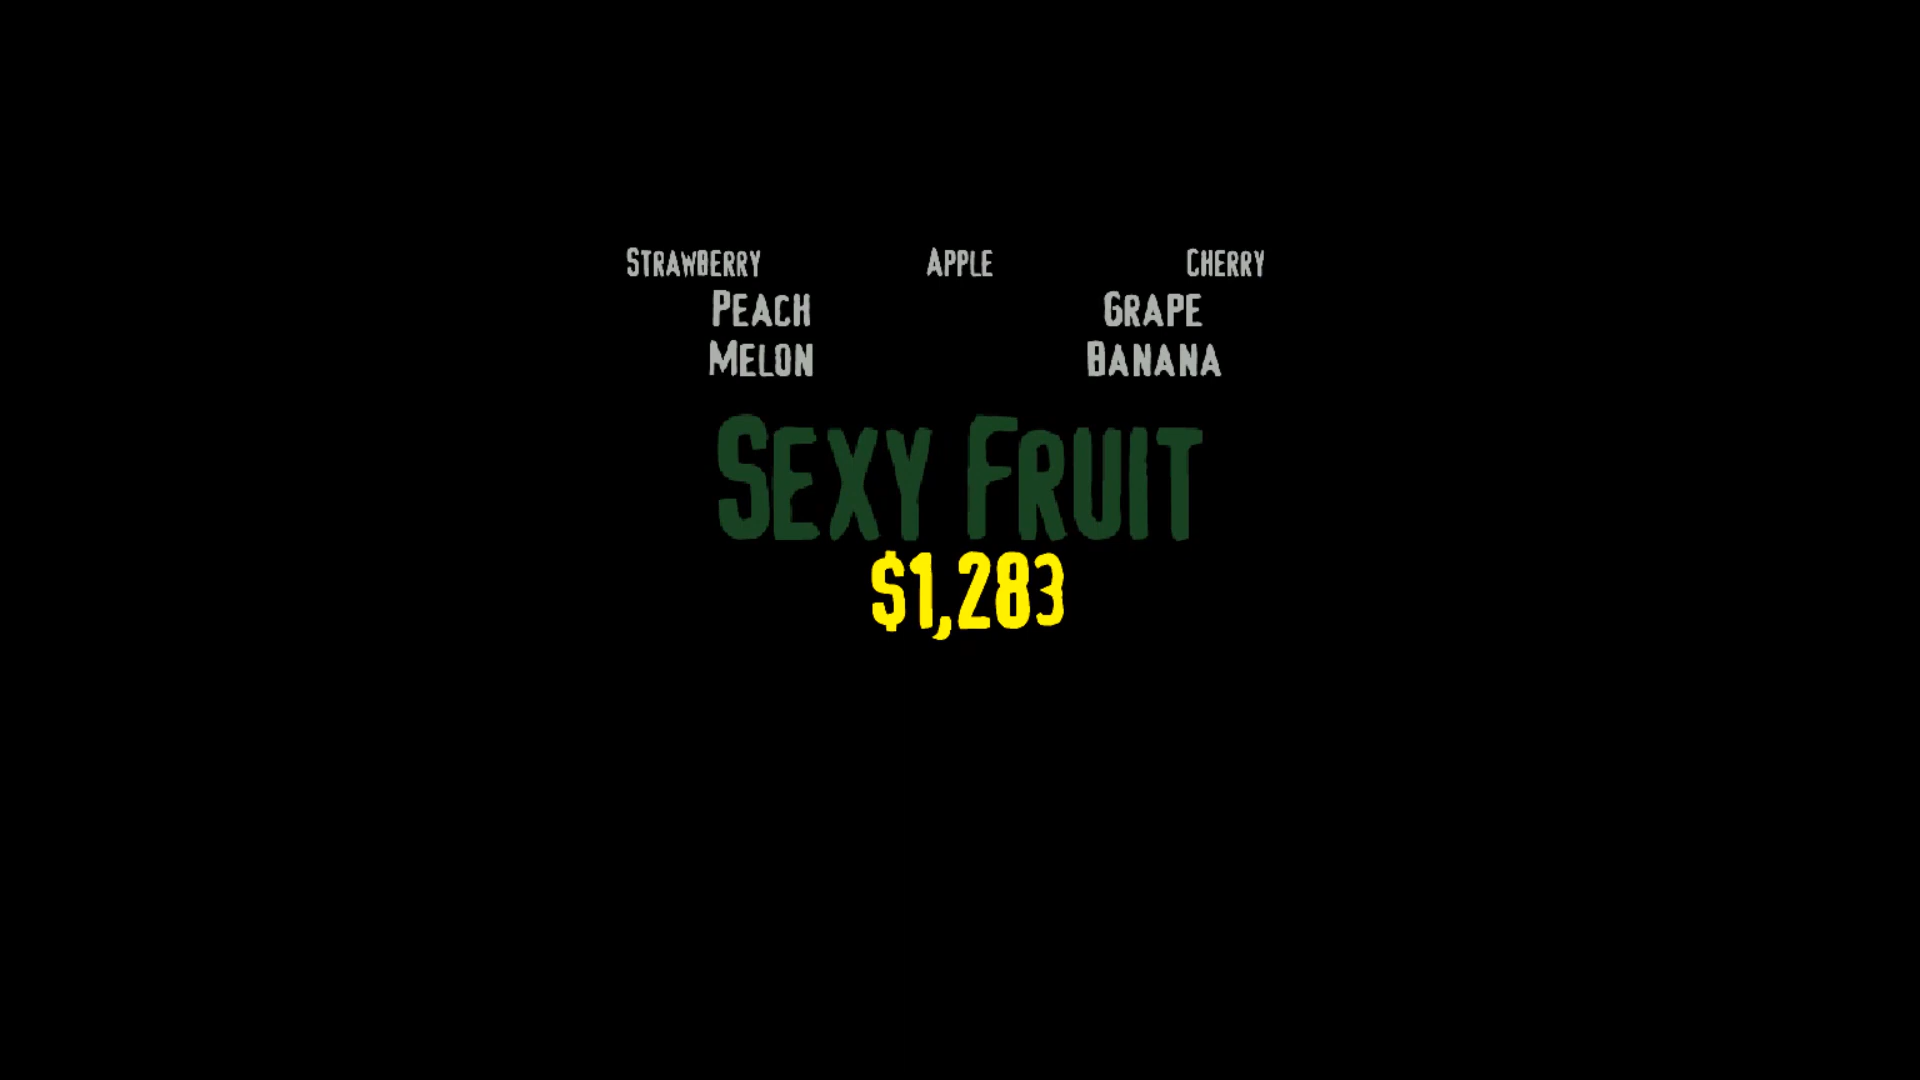 Strawberry Apple Cherry
Peach Grape
Melon Banana
Sexy Fruit
$1,283